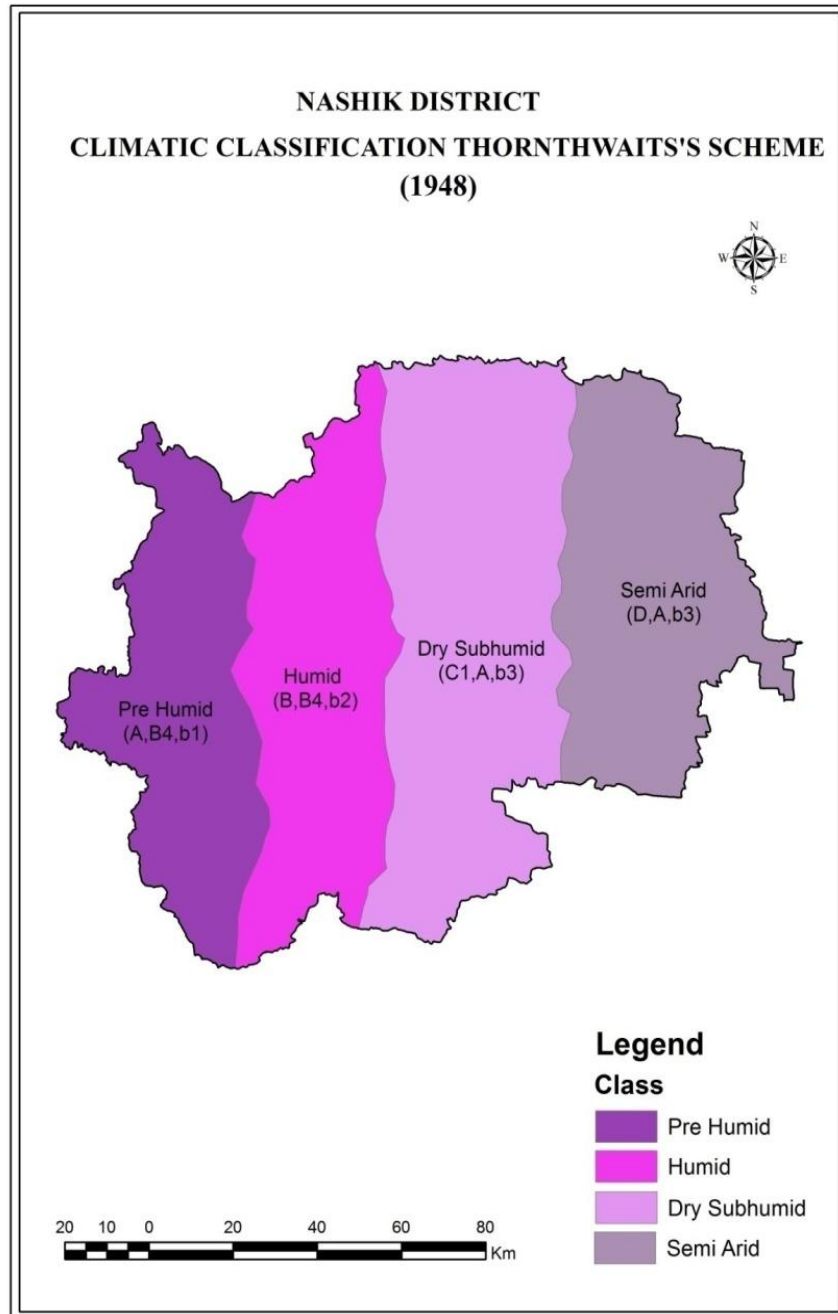 NASHIK DISTRICT
CLIMATIC CLASSIFICATION THORNTHWAITS'S SCHEME
(1948)
N
W E
S
Semi Arid
(D,A,b3)
Dry Subhumid
(C1,A,b3)
Humid
(B,B4,b2)
Pre Humid
(A,B4,b1)
Legend
Class
Pre Humid
Humid
Dry Subhumid
Semi Arid
20 10 0 20 40 60 80
Km